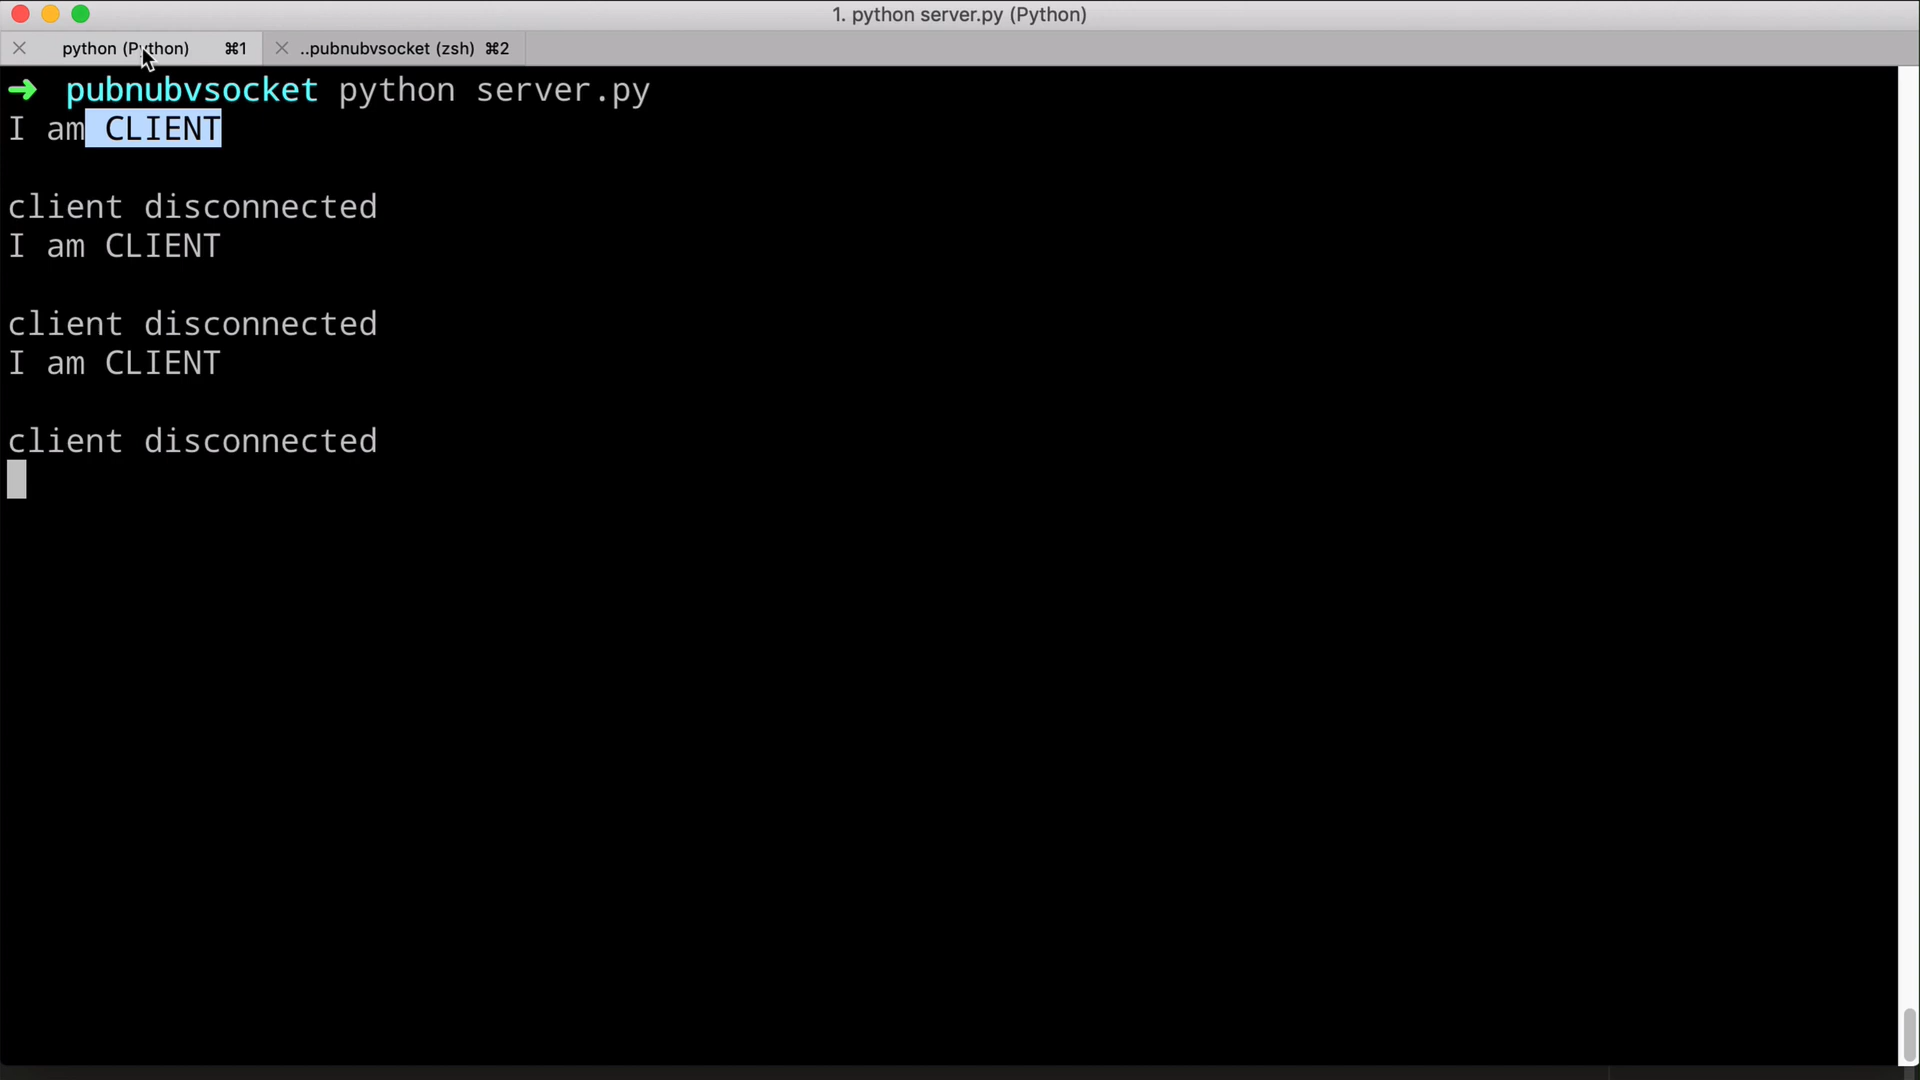 1. python server.py (Python)
python (Python) ⌘1 ..pubnubvsocket (zsh) ⌘2
➜ pubnubvsocket python server.py
I am CLIENT
client disconnected
I am CLIENT
client disconnected
I am CLIENT
client disconnected